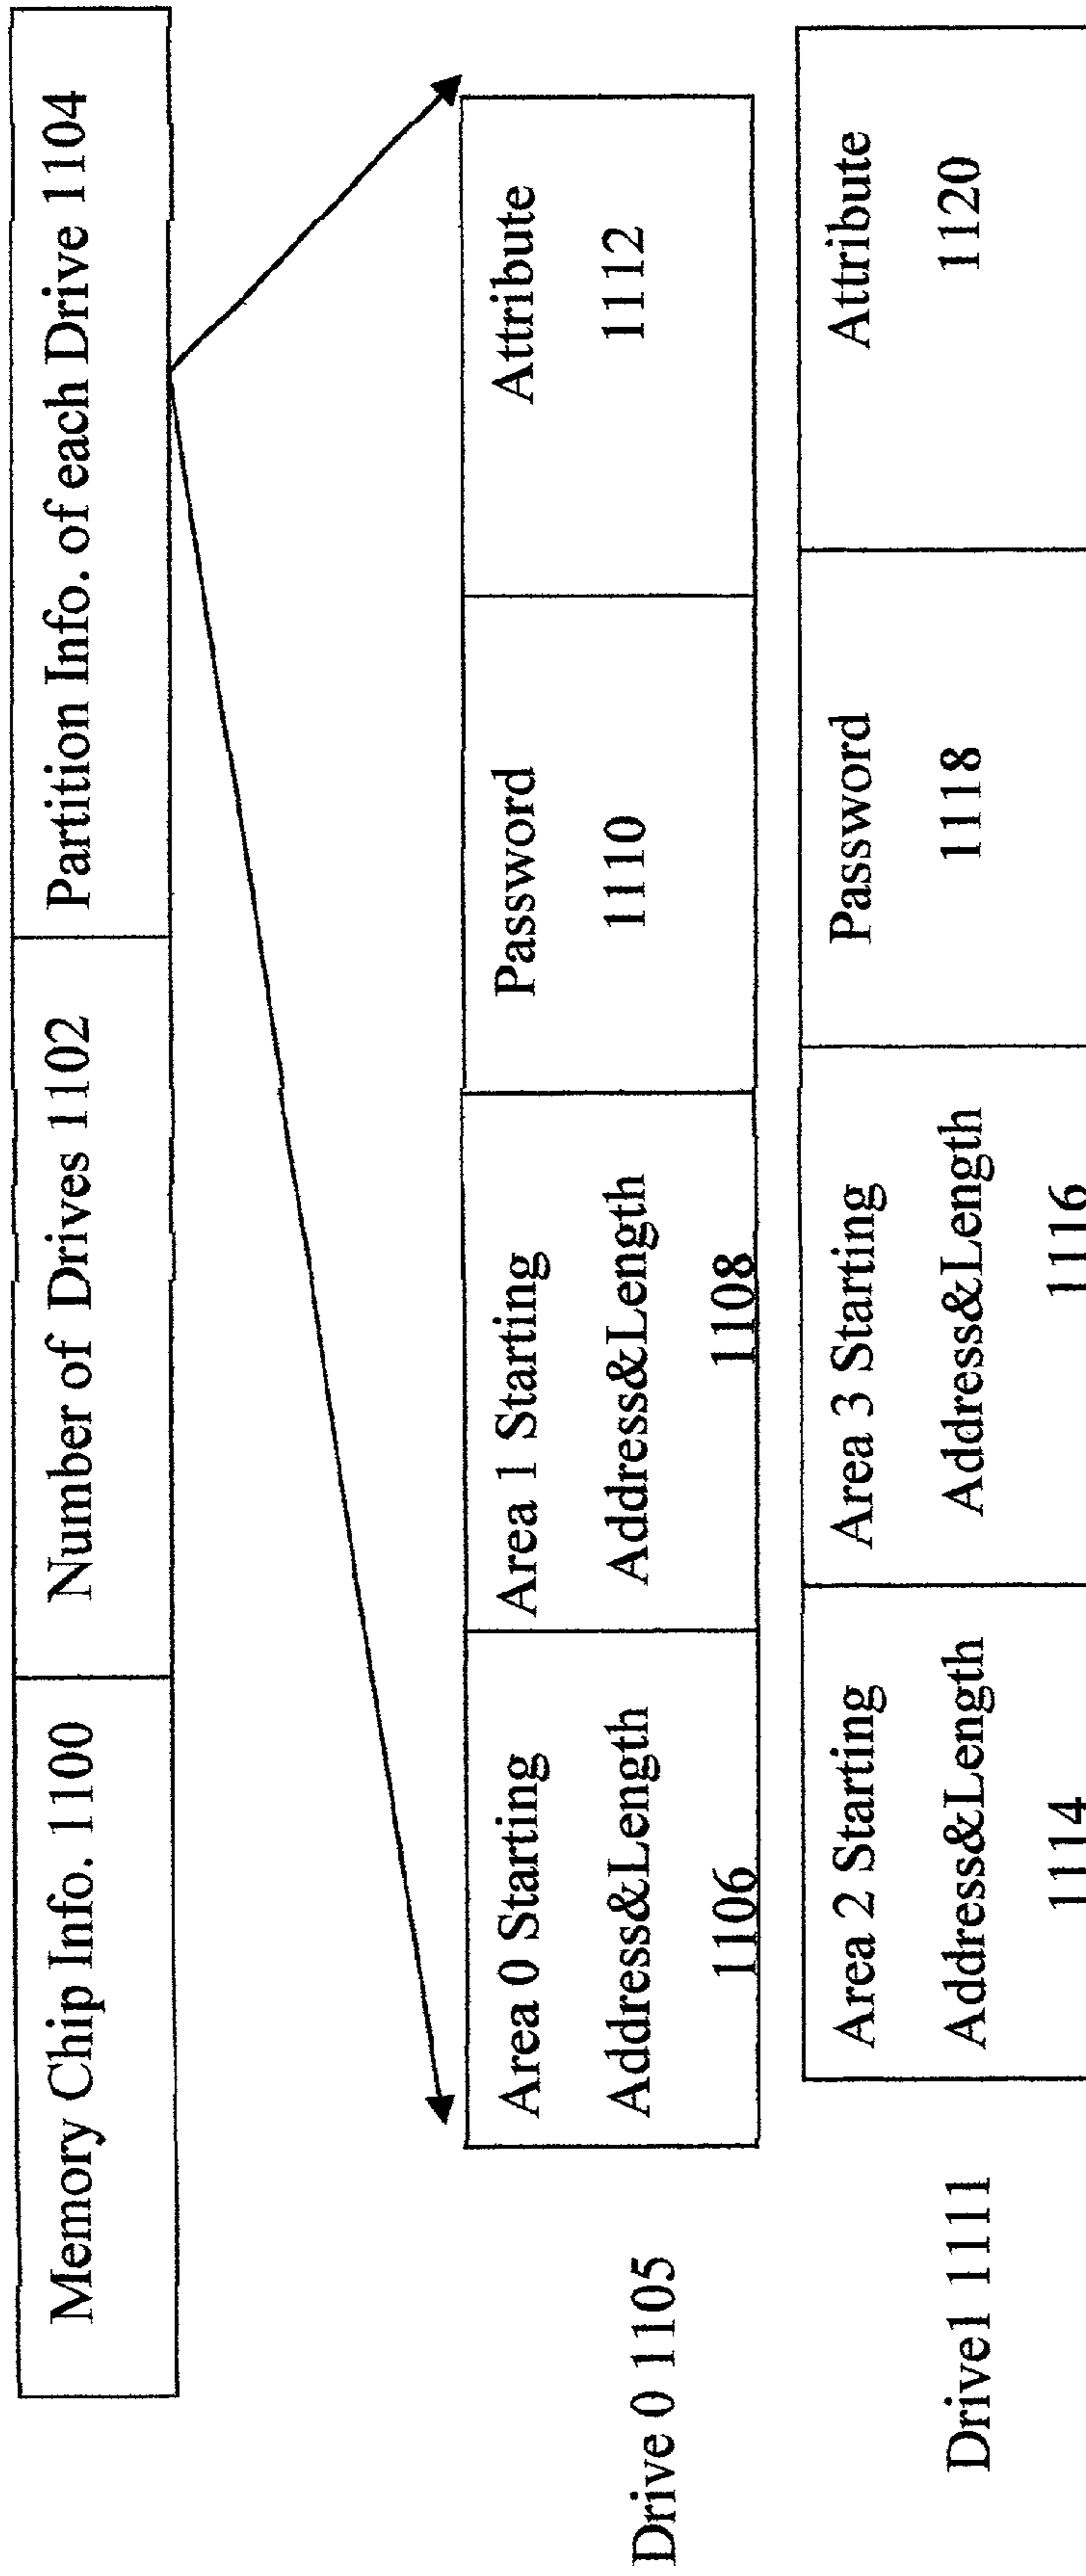 Memory Chip Info. 1100
Number of Drives 1102
Partition Info. of each Drive 1104
Drive 0 1105
Area 0 Starting
Address&Length
1106
Area 1 Starting
Address&Length
1108
Password
1110
Attribute
1112
Drive1 1111
Area 2 Starting
Address&Length
1114
Area 3 Starting
Address&Length
1116
Password
1118
Attribute
1120